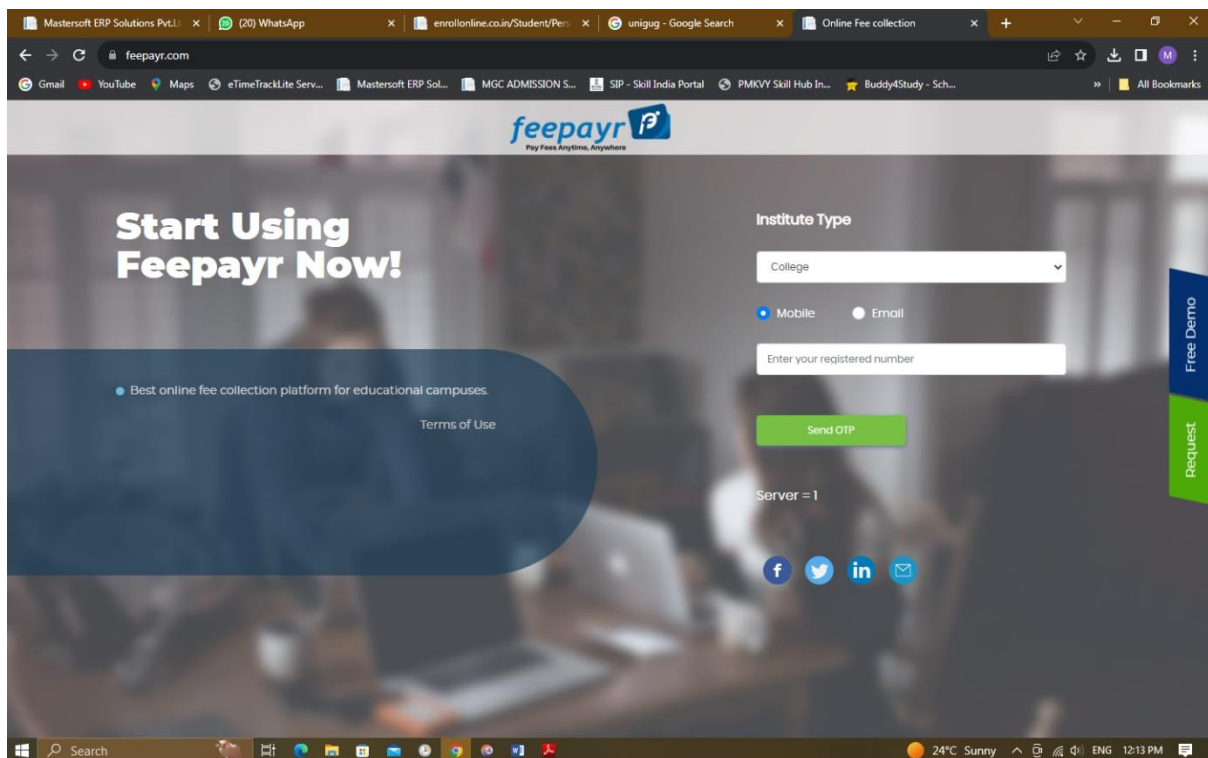 Mastersoft ERP Solutions Pvt.L
(20) WhatsApp
enrollonline.co.in/Student/Pers
unigug - Google Search
Online Fee collection
feepayr.com
M
Gmail
YouTube
Maps
eTimeTrackLite Serv...
Mastersoft ERP Sol...
MGC ADMISSION S...
SIP - Skill India Portal
PMKVY Skill Hub In...
Buddy4Study - Sch...
All Bookmarks
feepayr
Pay Fees Anytime, Anywhere
Start Using
Feepayr Now!
Best online fee collection platform for educational campuses.
Terms of Use
Institute Type
College
Mobile
Email
Enter your registered number
Send OTP
Server = 1
Free Demo
Request
Search
24°C Sunny
ENG
12:13 PM